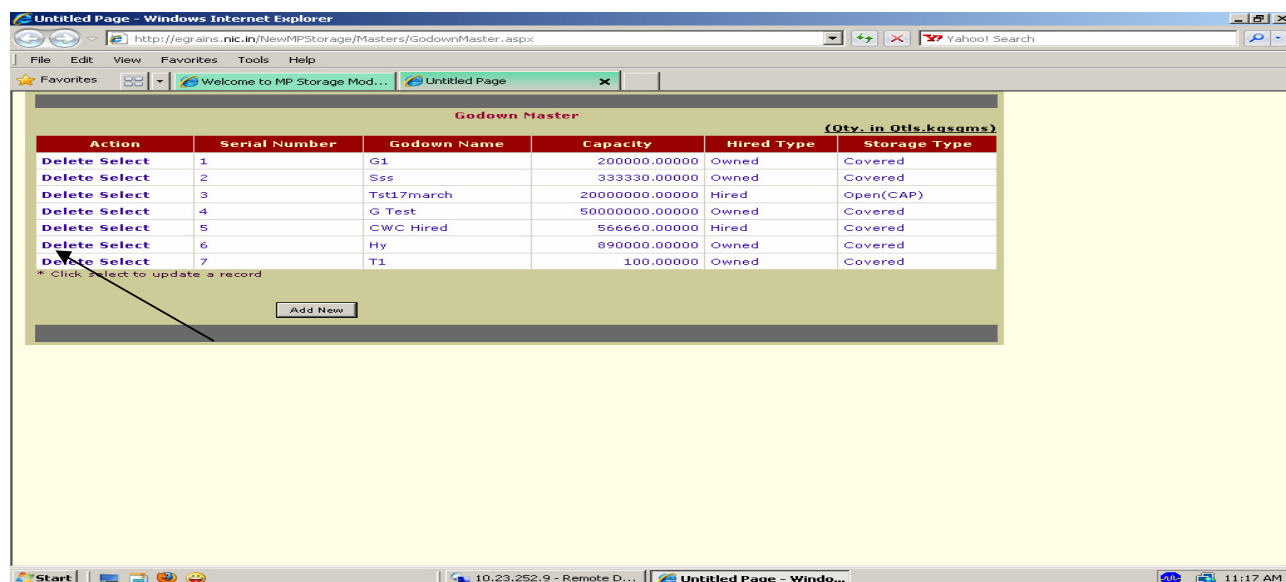 Untitled Page - Windows Internet Explorer
http://egrains.nic.in/NewMPStorage/Masters/GodownMaster.aspx Yahoo! Search
File Edit View Favorites Tools Help
Favorites Welcome to MP Storage Mod... Untitled Page
Godown Master
(Qty. in Qtls.kgsgms)
Action Serial Number Godown Name Capacity Hired Type Storage Type
Delete Select 1 G1 200000.00000 Owned Covered
Delete Select 2 Sss 333330.00000 Owned Covered
Delete Select 3 Tst17march 20000000.00000 Hired Open(CAP)
Delete Select 4 G Test 50000000.00000 Owned Covered
Delete Select 5 CWC Hired 566660.00000 Hired Covered
Delete Select 6 Hy 890000.00000 Owned Covered
Delete Select 7 T1 100.00000 Owned Covered
* Click select to update a record
Add New
Start 10.23.252.9 - Remote D... Untitled Page - Windo... 11:17 AM